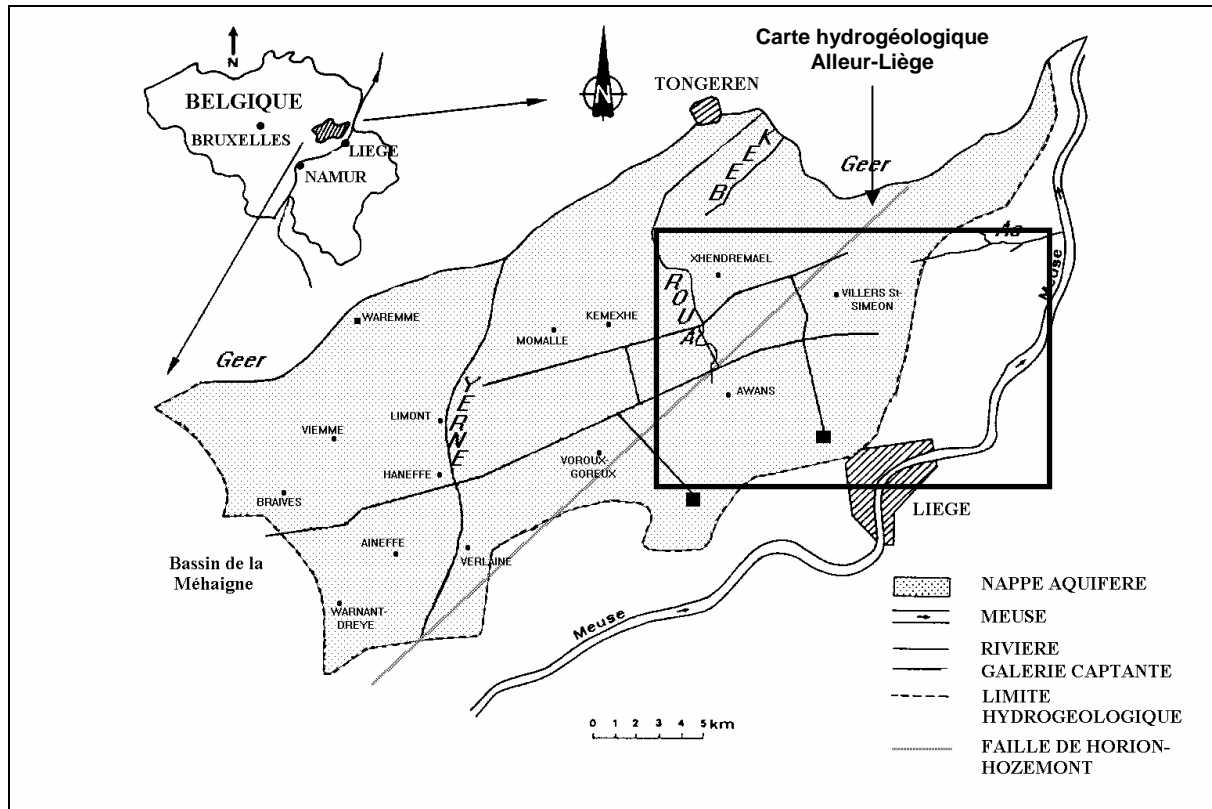 Carte hydrogéologique
Alleur-Liège
N
BELGIQUE
BRUXELLES
LIEGE
NAMUR
N
TONGEREN
BEEK
Geer
Aa
Meuse
XHENDREMAEL
VILLERS St-
SIMEON
ROUA
KEMEXHE
MOMALLE
WAREMME
Geer
YERNE
AWANS
LIMONT
VIEMME
VOROUX-
GOREUX
HANEFFE
BRAIVES
LIEGE
AINEFFE
VERLAINE
Bassin de la
Méhaigne
WARNANT-
DREYE
Meuse
NAPPE AQUIFERE
MEUSE
RIVIERE
GALERIE CAPTANTE
LIMITE
HYDROGEOLOGIQUE
FAILLE DE HORION-
HOZEMONT
0 1 2 3 4 5 km